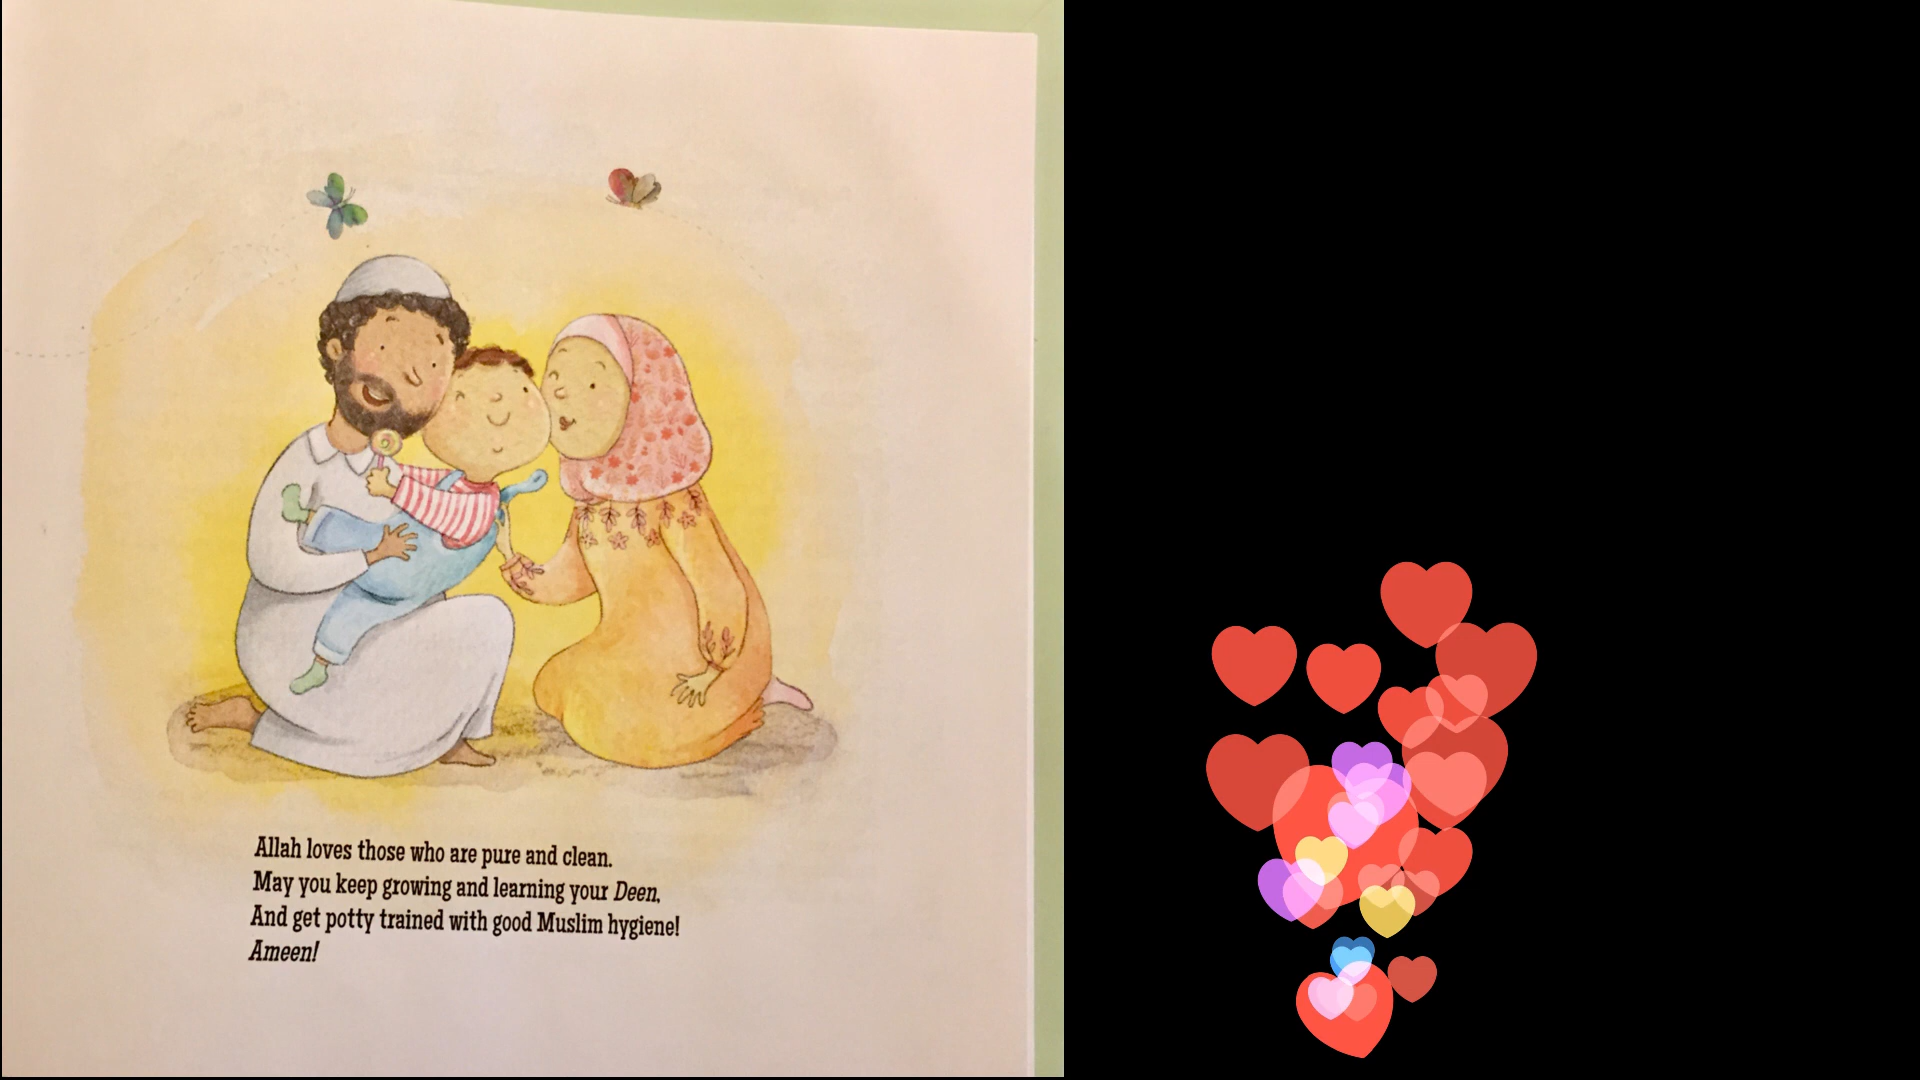 Allah loves those who are pure and clean.
May you keep growing and learning your Deen,
And get potty trained with good Muslim hygiene!
Ameen!